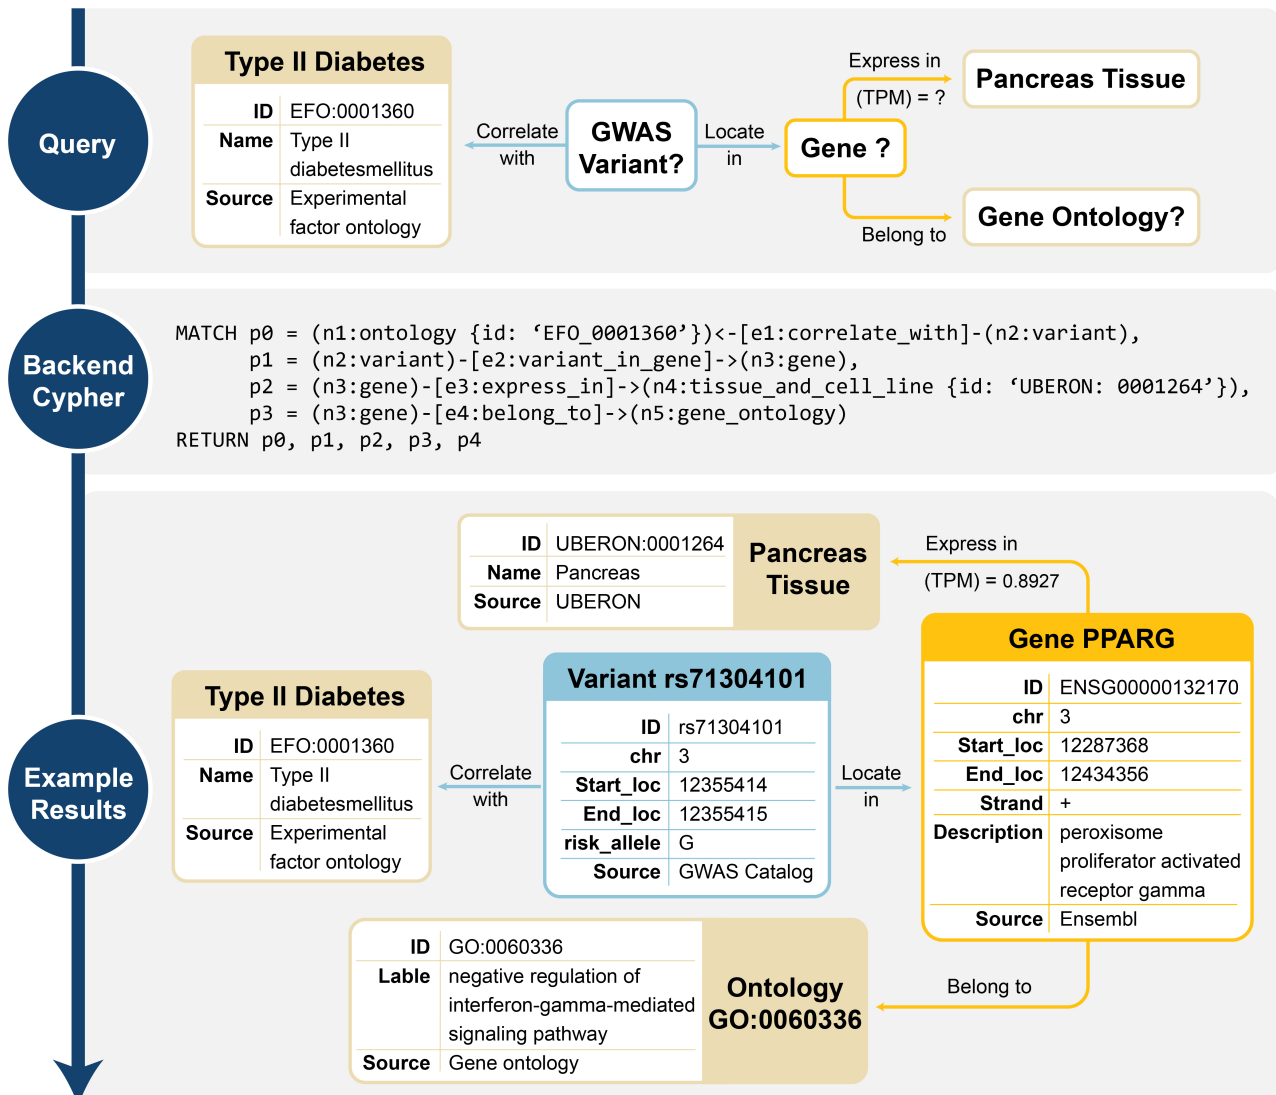 Query
Type II Diabetes
ID EFO:0001360
Name Type II
diabetesmellitus
Source Experimental
factor ontology
Correlate
with
GWAS
Variant?
Locate
in
Gene ?
Express in
(TPM) = ?
Pancreas Tissue
Belong to
Gene Ontology?
Backend
Cypher
MATCH p0 = (n1:ontology {id: ‘EFO_0001360’})<-[e1:correlate_with]-(n2:variant),
p1 = (n2:variant)-[e2:variant_in_gene]->(n3:gene),
p2 = (n3:gene)-[e3:express_in]->(n4:tissue_and_cell_line {id: ‘UBERON: 0001264’}),
p3 = (n3:gene)-[e4:belong_to]->(n5:gene_ontology)
RETURN p0, p1, p2, p3, p4
Example
Results
ID UBERON:0001264
Name Pancreas
Source UBERON
Pancreas
Tissue
Express in
(TPM) = 0.8927
Type II Diabetes
ID EFO:0001360
Name Type II
diabetesmellitus
Source Experimental
factor ontology
Correlate
with
Variant rs71304101
ID rs71304101
chr 3
Start_loc 12355414
End_loc 12355415
risk_allele G
Source GWAS Catalog
Locate
in
Gene PPARG
ID ENSG00000132170
chr 3
Start_loc 12287368
End_loc 12434356
Strand +
Description peroxisome
proliferator activated
receptor gamma
Source Ensembl
Belong to
ID GO:0060336
Lable negative regulation of
interferon-gamma-mediated
signaling pathway
Source Gene ontology
Ontology
GO:0060336